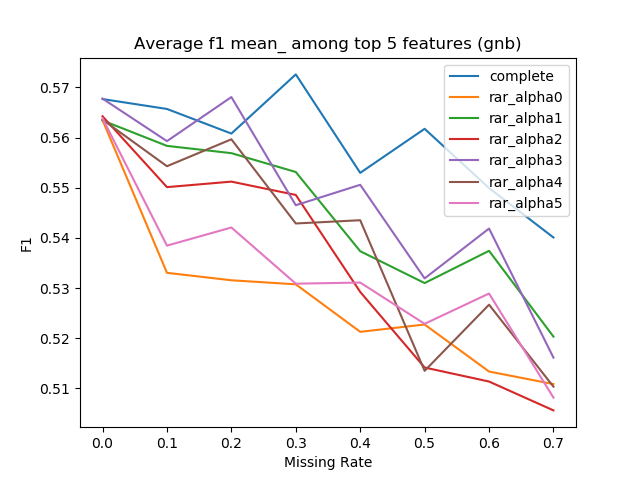 Average f1 mean_ among top 5 features (gnb)
complete
rar_alpha0
rar_alpha1
rar_alpha2
rar_alpha3
rar_alpha4
rar_alpha5
0.57
0.56
0.55
0.54
0.53
0.52
0.51
F1
0.0 0.1 0.2 0.3 0.4 0.5 0.6 0.7
Missing Rate